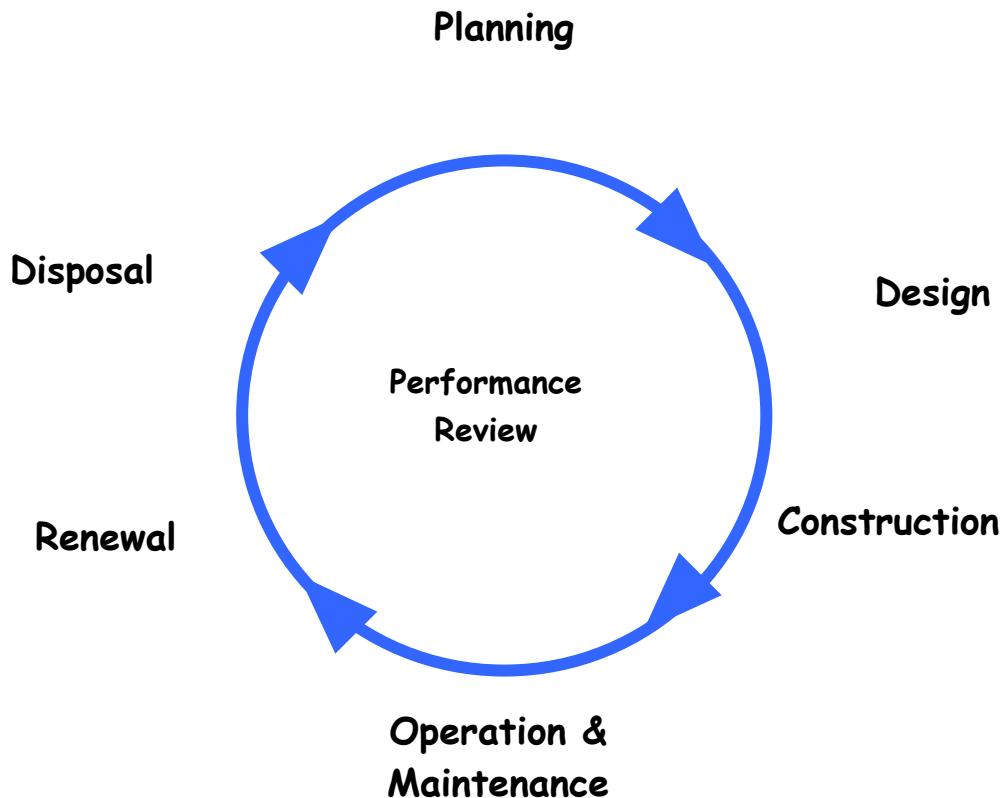 Planning
Disposal
Design
Performance
Review
Construction
Renewal
Operation &
Maintenance